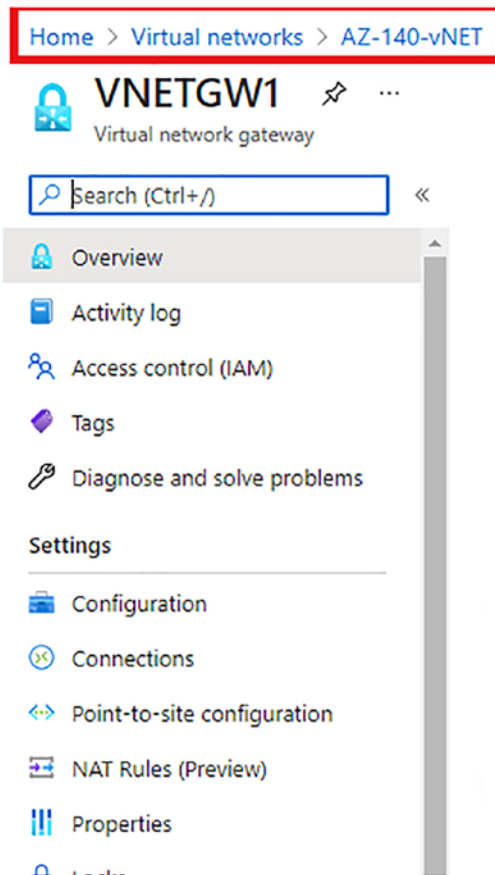 Home > Virtual networks > AZ-140-vNET
VNETGW1 ...
Virtual network gateway
Search (Ctrl+/) «
Overview
Activity log
Access control (IAM)
Tags
Diagnose and solve problems
Settings
Configuration
Connections
Point-to-site configuration
NAT Rules (Preview)
Properties